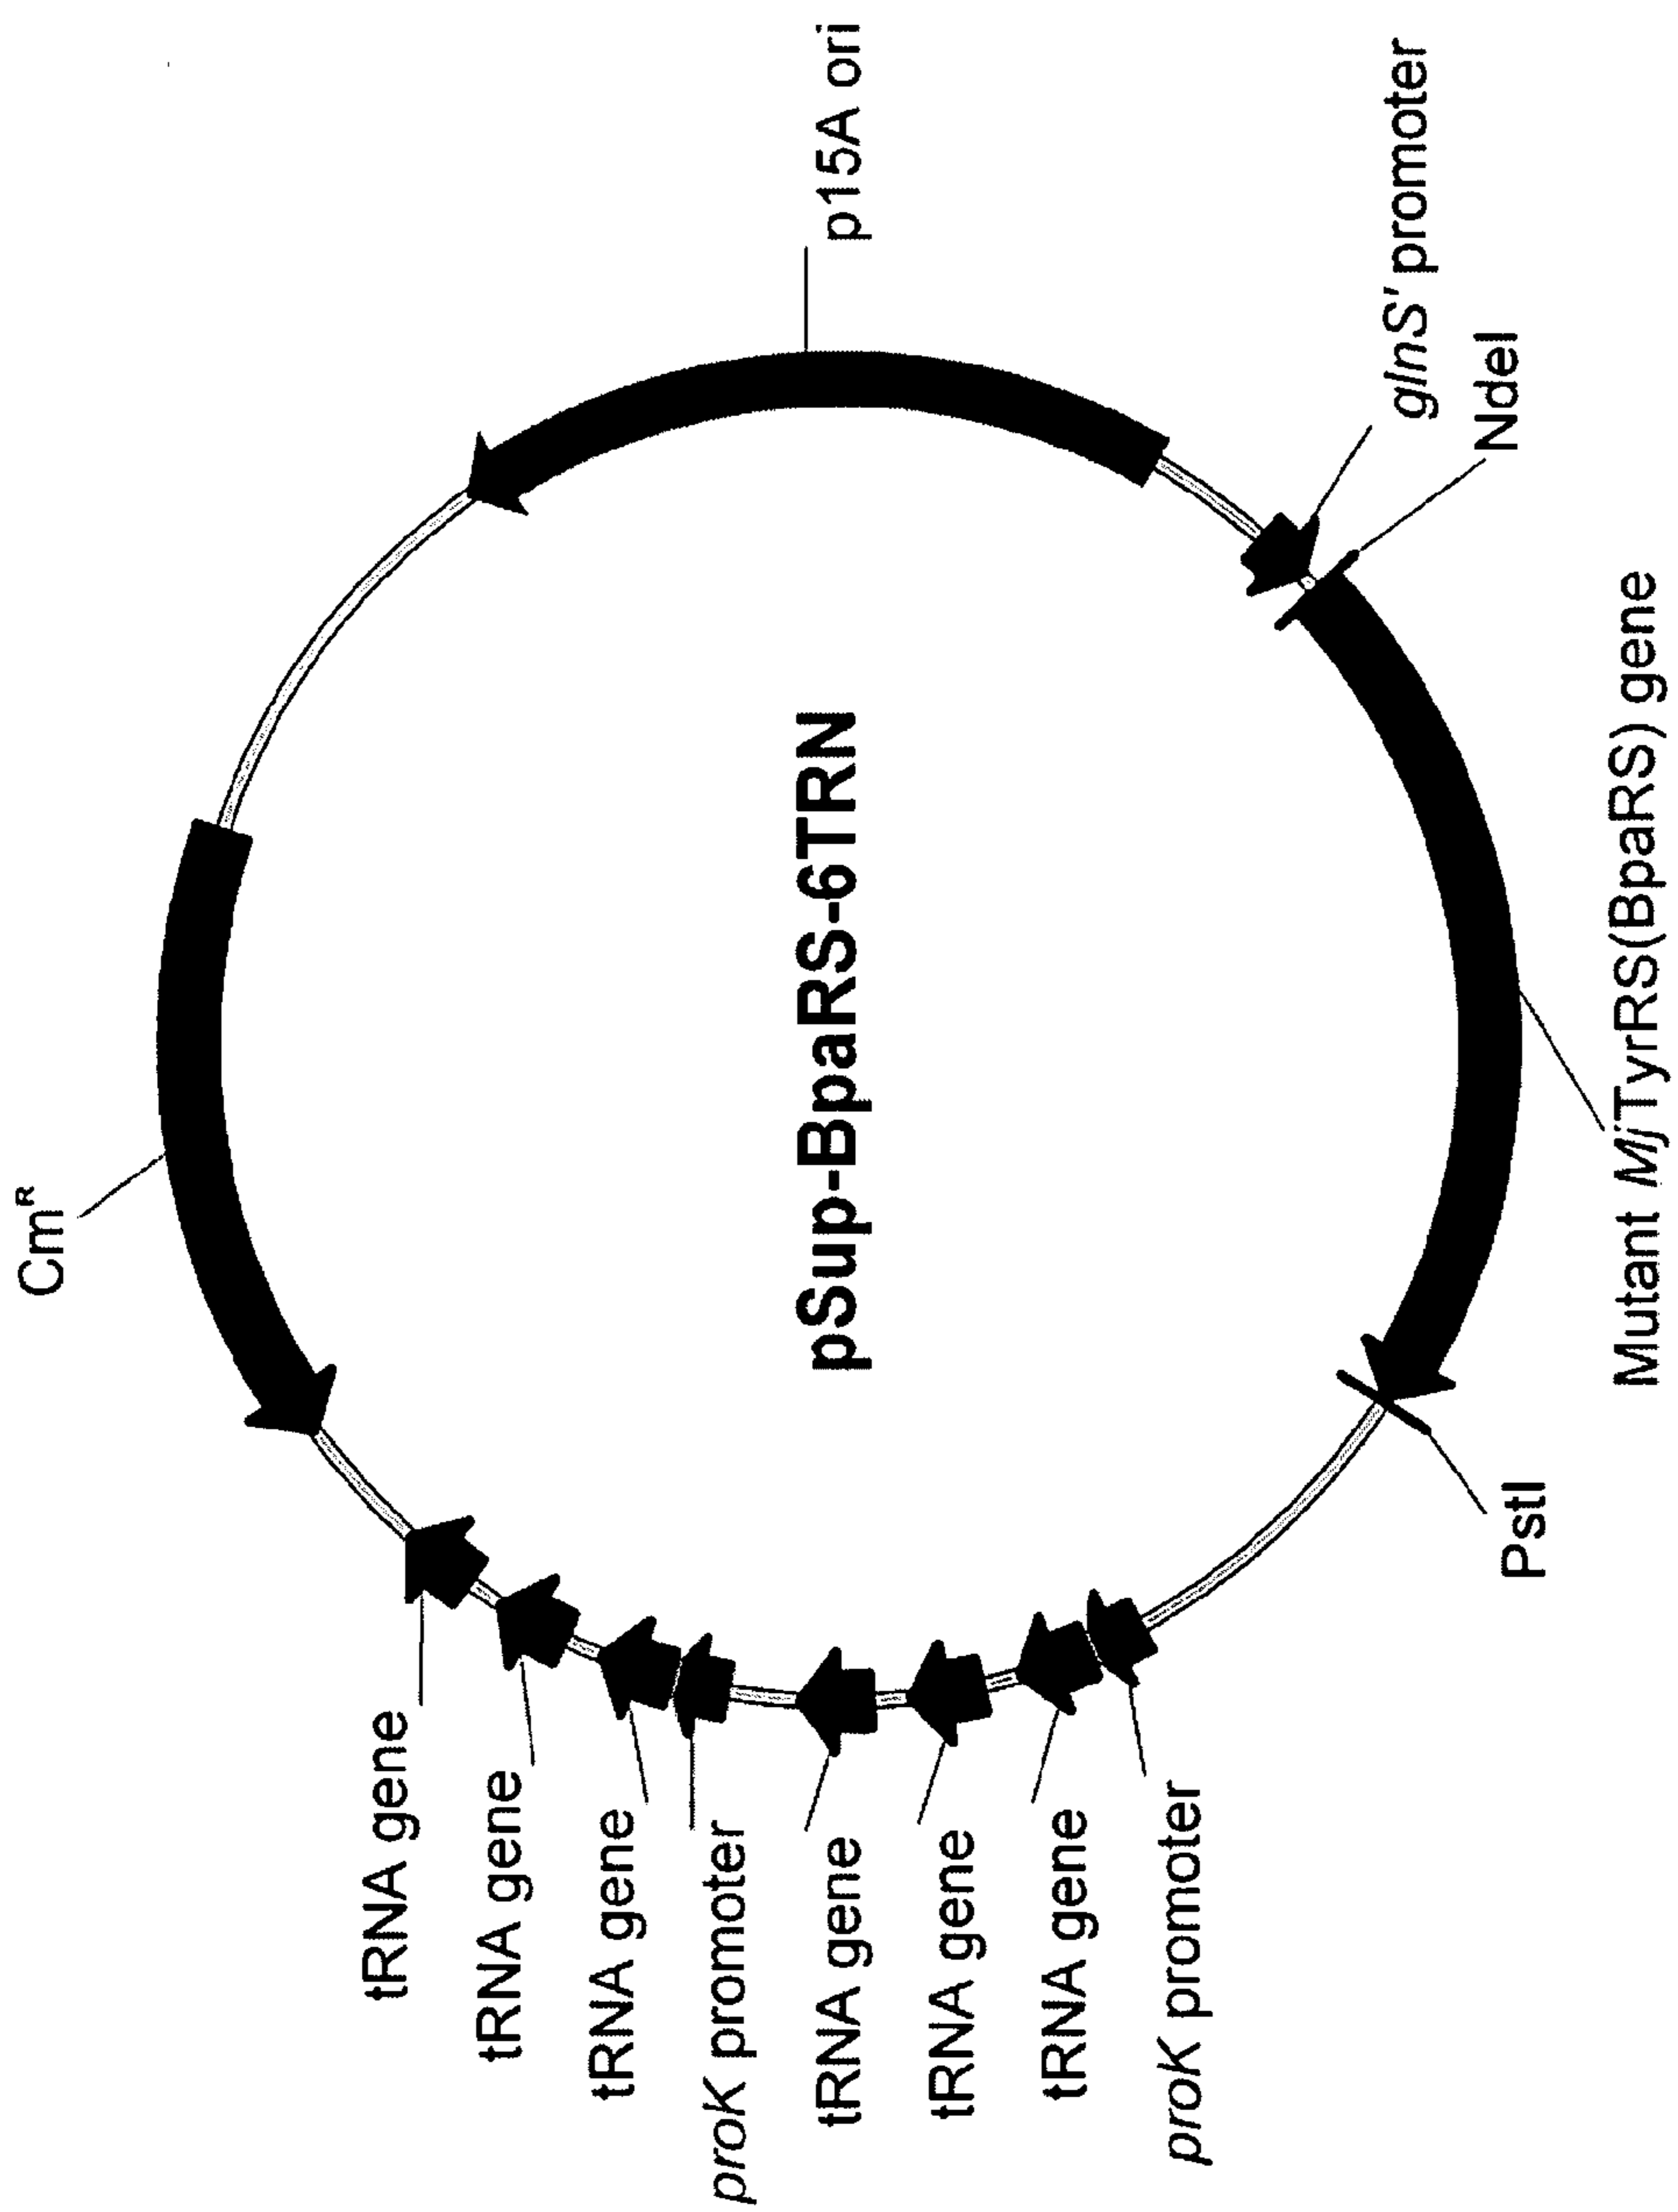 Cmᴿ
p15A ori
glnS' promoter
NdeI
Mutant MjTyrRS(BpaRS) gene
PstI
proK promoter
tRNA gene
tRNA gene
tRNA gene
proK promoter
tRNA gene
tRNA gene
tRNA gene
pSup-BpaRS-6TRN